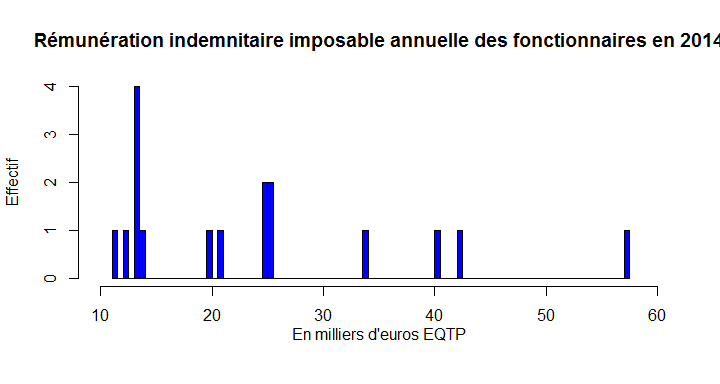 Rémunération indemnitaire imposable annuelle des fonctionnaires en 2014
4
3
2
1
0
Effectif
10 20 30 40 50 60
En milliers d'euros EQTP